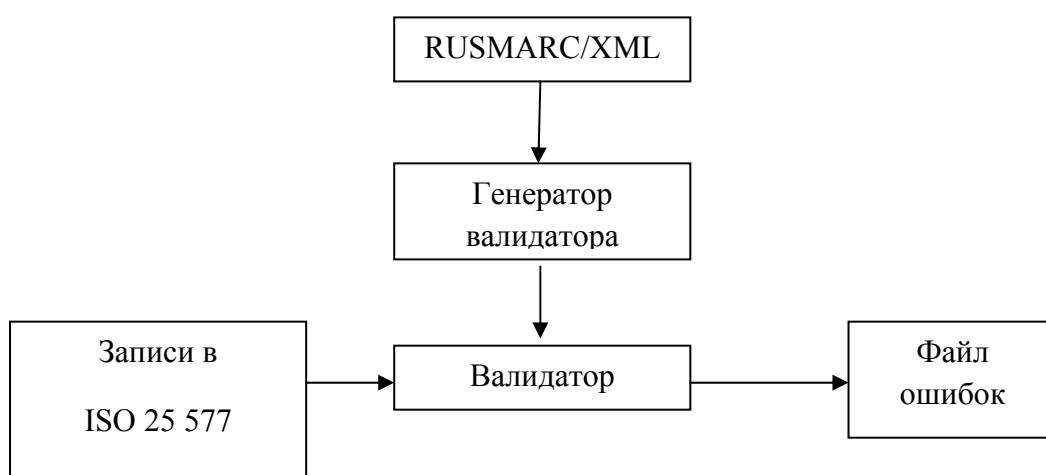 RUSMARC/XML
Генератор
валидатора
Записи в
ISO 25 577
Валидатор
Файл
ошибок